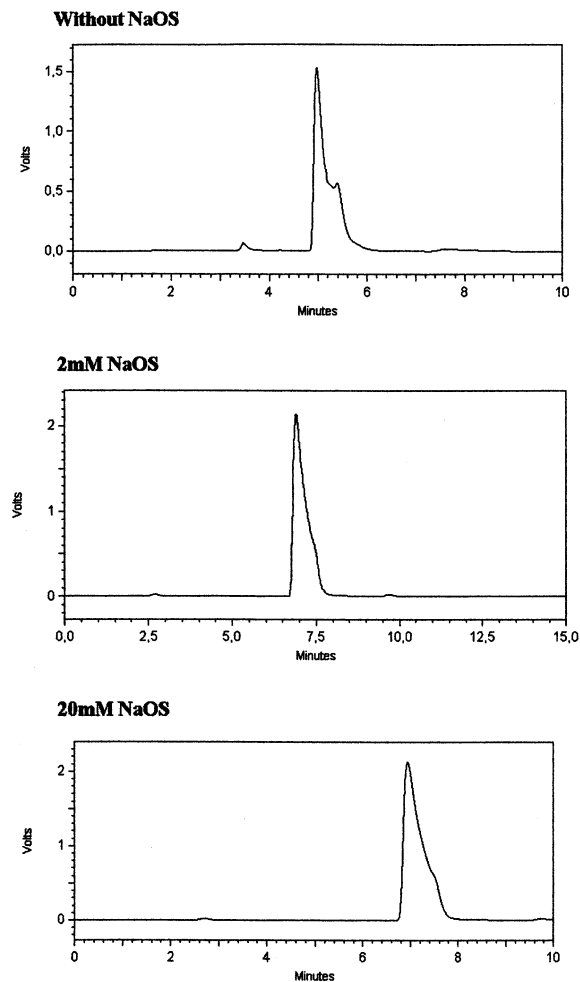 Without NaOS
1,5
1,0
0,5
0,0
Volts
0 2 4 6 8 10
Minutes
2mM NaOS
2
1
0
Volts
0,0 2,5 5,0 7,5 10,0 12,5 15,0
Minutes
20mM NaOS
2
1
0
Volts
0 2 4 6 8 10
Minutes